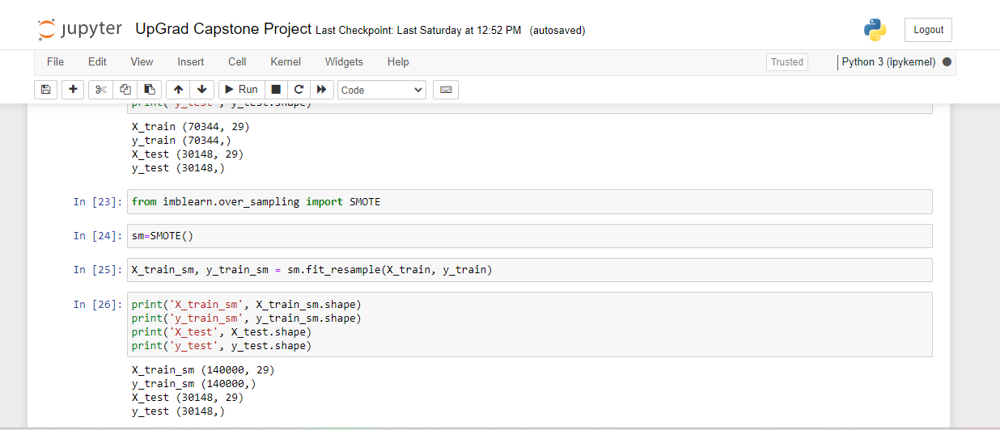 jupyter UpGrad Capstone Project Last Checkpoint: Last Saturday at 12:52 PM (autosaved)
Logout
File Edit View Insert Cell Kernel Widgets Help
Trusted
Python 3 (ipykernel)
Run
Code
print('y_test', y_test.shape)
X_train (70344, 29)
y_train (70344,)
X_test (30148, 29)
y_test (30148,)
In [23]: from imblearn.over_sampling import SMOTE
In [24]: sm=SMOTE()
In [25]: X_train_sm, y_train_sm = sm.fit_resample(X_train, y_train)
In [26]: print('X_train_sm', X_train_sm.shape)
print('y_train_sm', y_train_sm.shape)
print('X_test', X_test.shape)
print('y_test', y_test.shape)
X_train_sm (140000, 29)
y_train_sm (140000,)
X_test (30148, 29)
y_test (30148,)